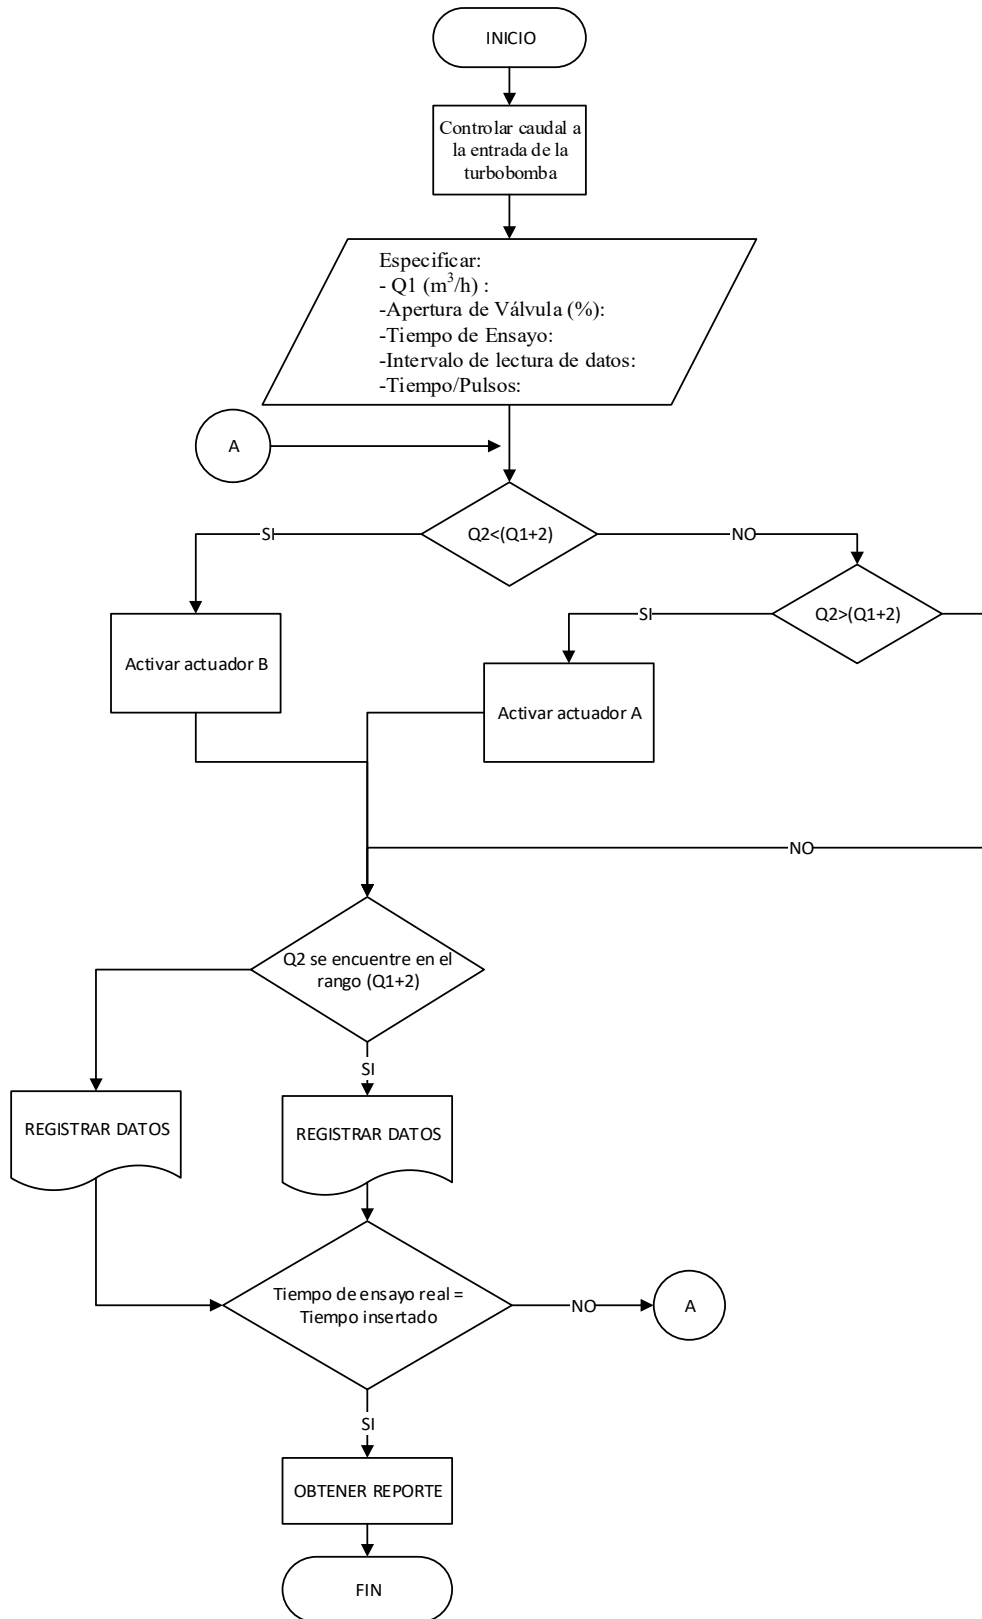 INICIO
Controlar caudal a
la entrada de la
turbobomba
Especificar:
- Q1 (m³/h) :
-Apertura de Válvula (%):
-Tiempo de Ensayo:
-Intervalo de lectura de datos:
-Tiempo/Pulsos:
A
Q2<(Q1+2)
SI
NO
Q2>(Q1+2)
SI
Activar actuador B
Activar actuador A
NO
Q2 se encuentre en el
rango (Q1+2)
SI
REGISTRAR DATOS
REGISTRAR DATOS
Tiempo de ensayo real =
Tiempo insertado
NO
A
SI
OBTENER REPORTE
FIN